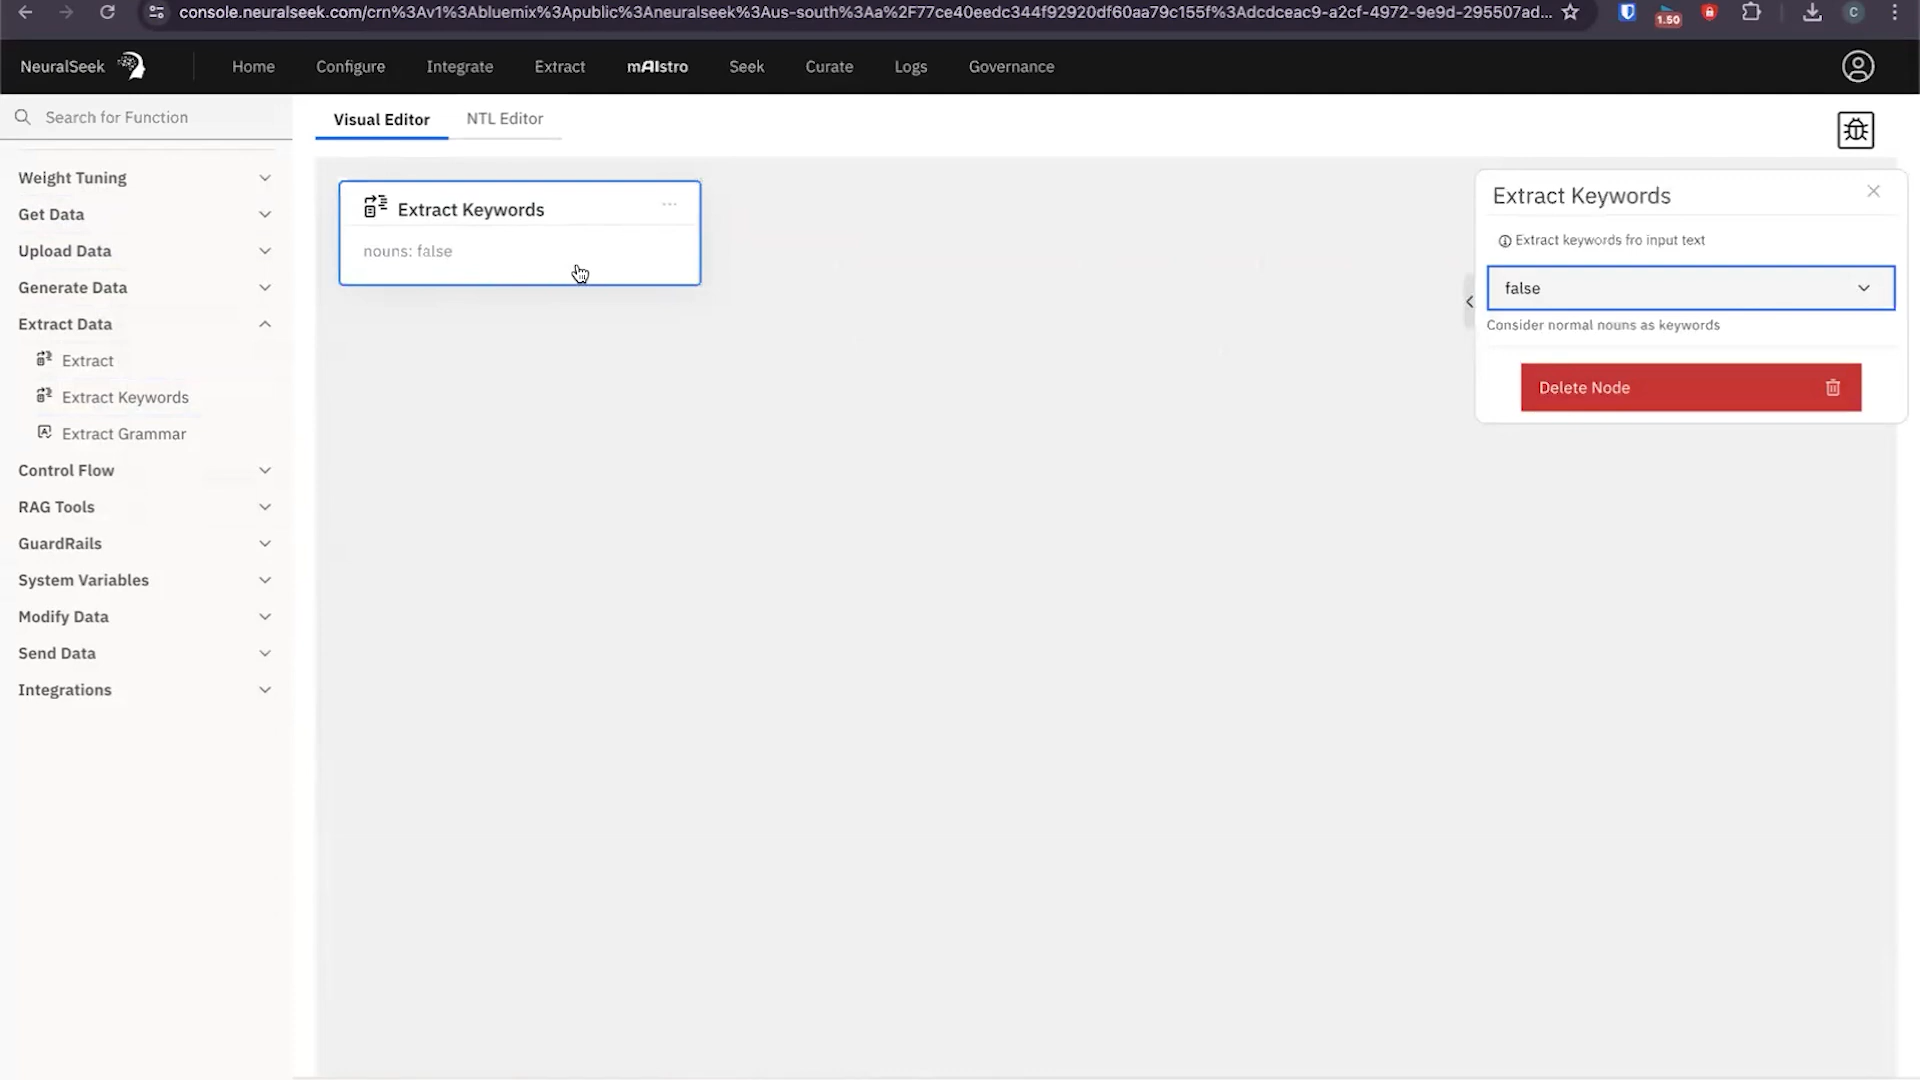 console.neuralseek.com/crn%3Av1%3Abluemix%3Apublic%3Aneuralseek%3Aus-south%3Aa%2F77ce40eedc344f92920df60aa79c155f%3Adcdceac9-a2cf-4972-9e9d-295507ad...
1.50
C
NeuralSeek
Home
Configure
Integrate
Extract
mAIstro
Seek
Curate
Logs
Governance
Search for Function
Weight Tuning
Get Data
Upload Data
Generate Data
Extract Data
Extract
Extract Keywords
Extract Grammar
Control Flow
RAG Tools
GuardRails
System Variables
Modify Data
Send Data
Integrations
Visual Editor
NTL Editor
Extract Keywords
nouns: false
Extract Keywords
Extract keywords fro input text
false
Consider normal nouns as keywords
Delete Node